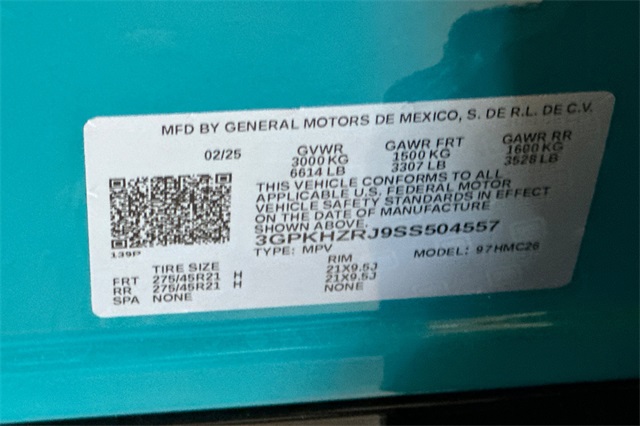 MFD BY GENERAL MOTORS DE MEXICO, S. DE R.L. DE C.V.
02/25 GVWR GAWR FRT GAWR RR
3000 KG 1500 KG 1600 KG
6614 LB 3307 LB 3528 LB
THIS VEHICLE CONFORMS TO ALL
APPLICABLE U.S. FEDERAL MOTOR
VEHICLE SAFETY STANDARDS IN EFFECT
ON THE DATE OF MANUFACTURE
SHOWN ABOVE.
3GPKHZRJ9SS504557
139P TYPE: MPV MODEL: 97HMC26
TIRE SIZE RIM
FRT 275/45R21 H 21X9.5J
RR 275/45R21 H 21X9.5J
SPA NONE NONE